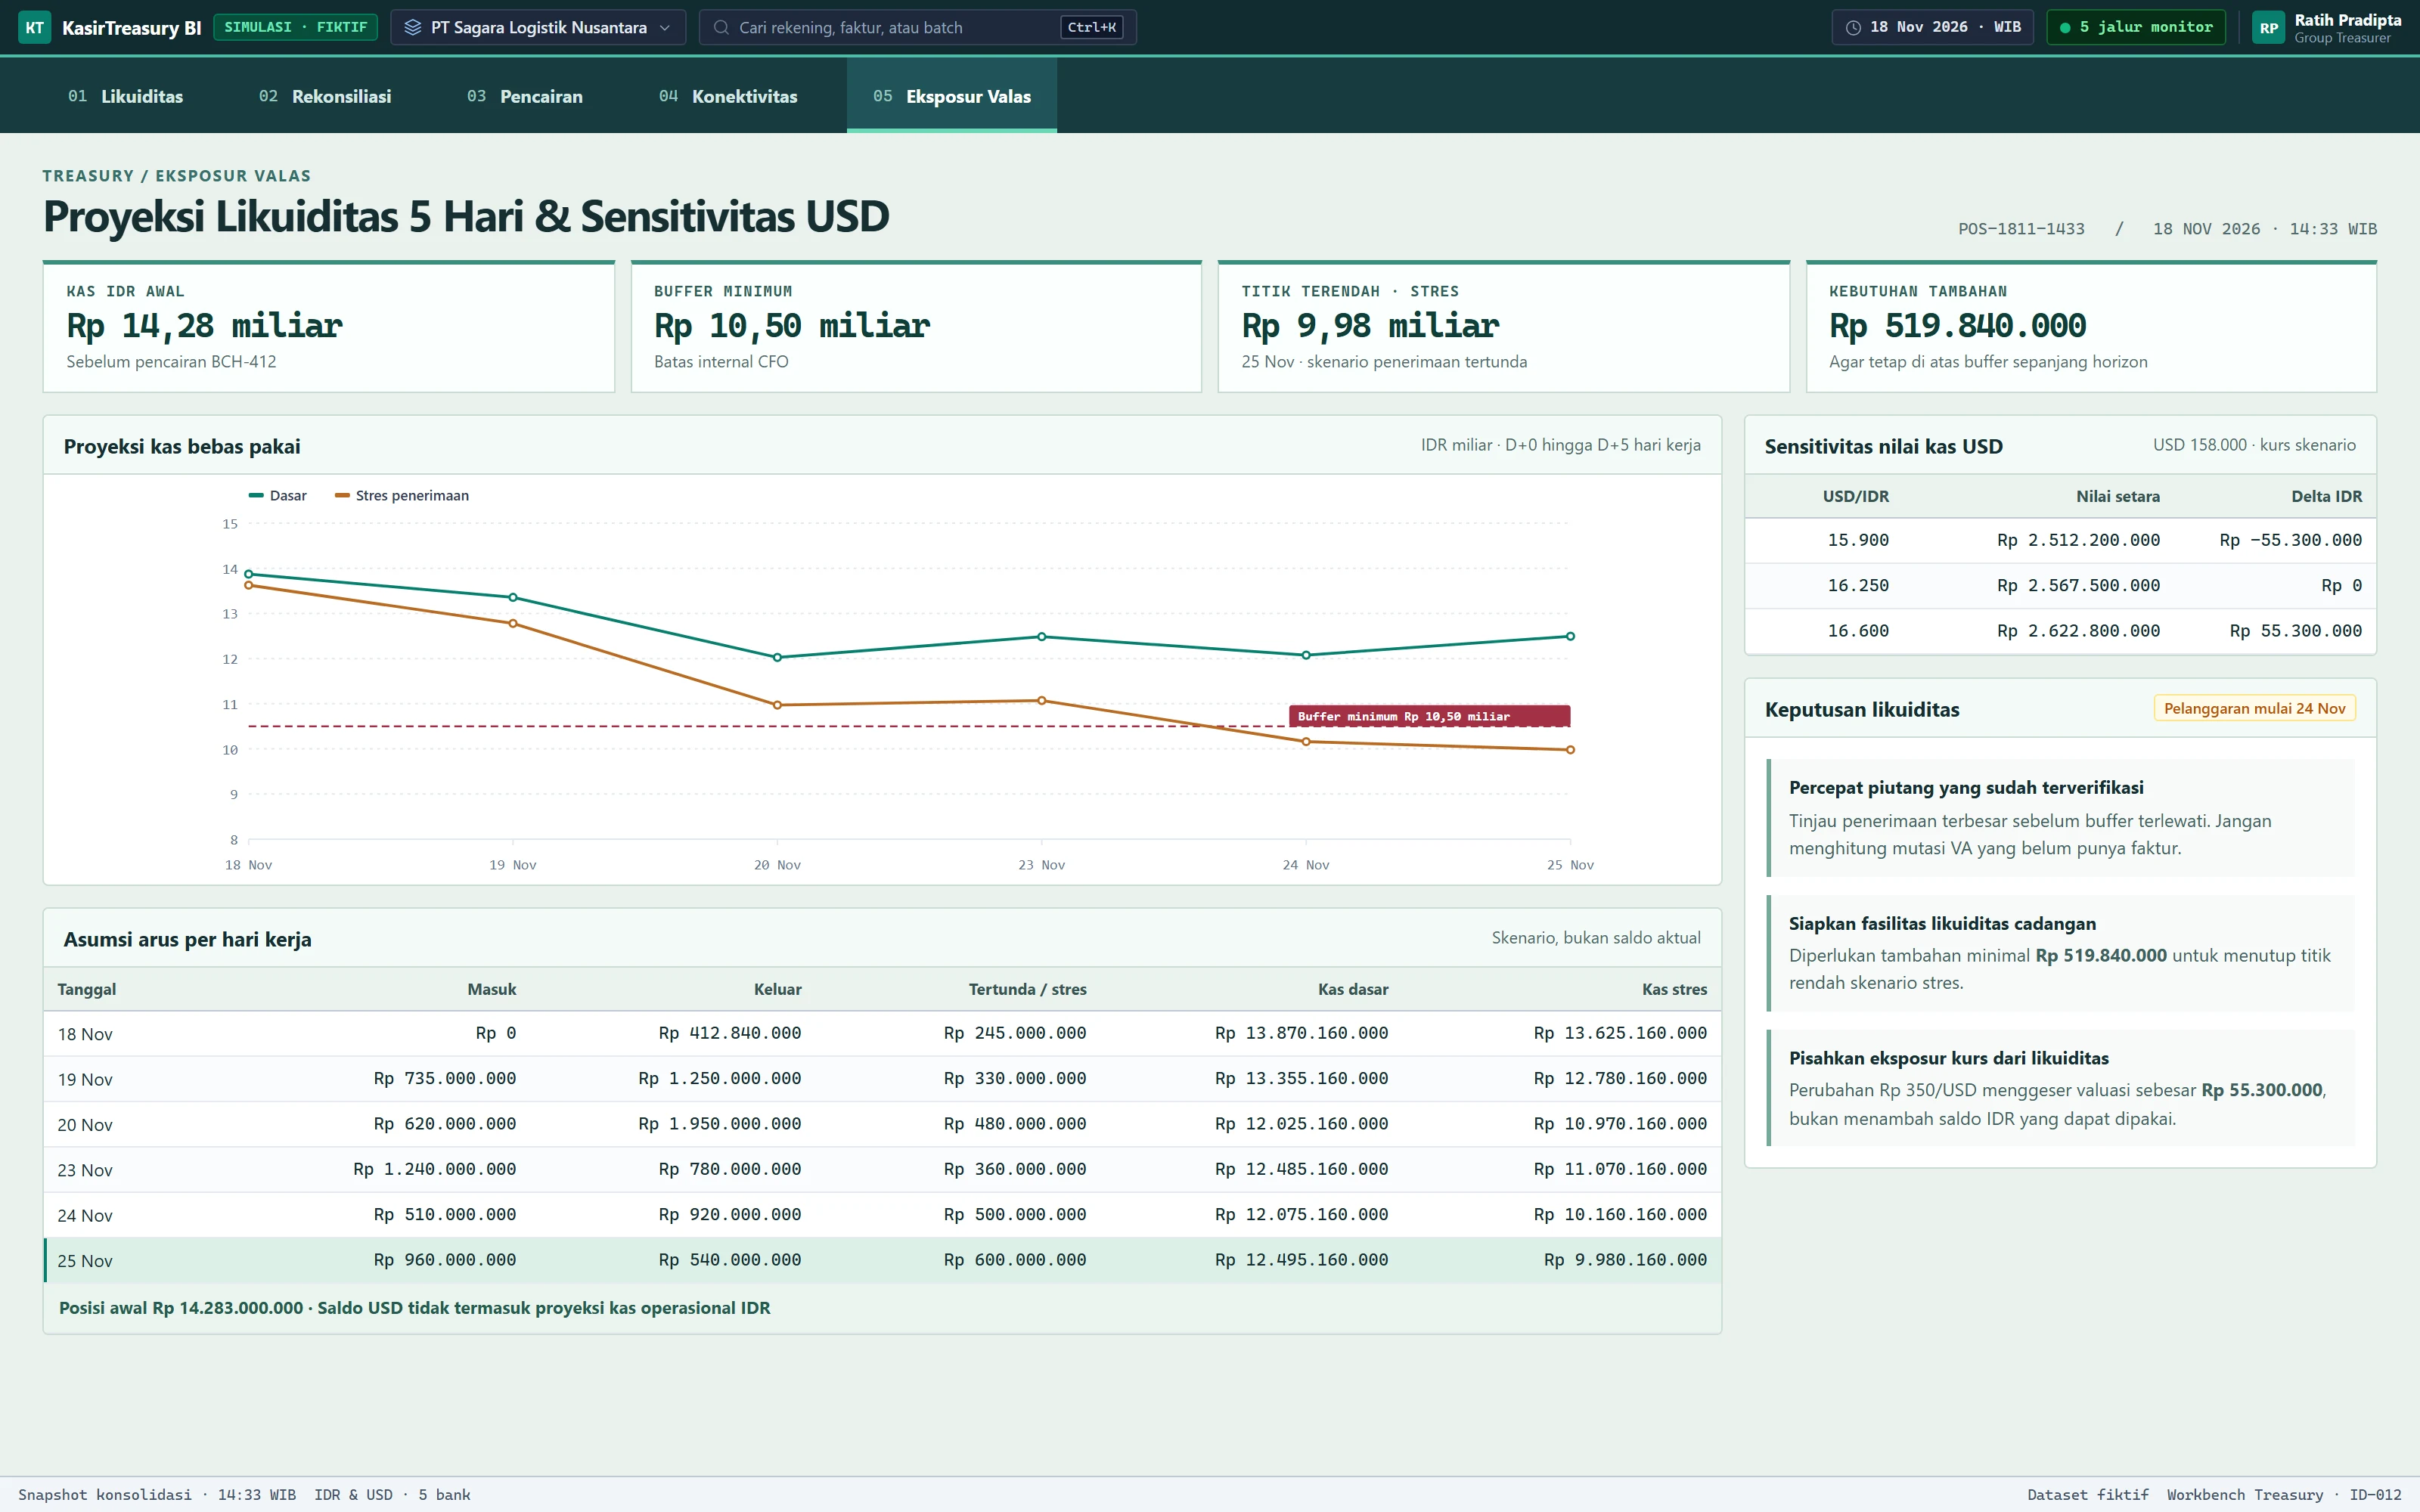 KT KasirTreasury BI SIMULASI · FIKTIF PT Sagara Logistik Nusantara Cari rekening, faktur, atau batch Ctrl+K 18 Nov 2026 · WIB 5 jalur monitor RP Ratih Pradipta
Group Treasurer
01 Likuiditas 02 Rekonsiliasi 03 Pencairan 04 Konektivitas 05 Eksposur Valas
TREASURY / EKSPOSUR VALAS
Proyeksi Likuiditas 5 Hari & Sensitivitas USD
POS-1811-1433 / 18 NOV 2026 · 14:33 WIB
KAS IDR AWAL
Rp 14,28 miliar
Sebelum pencairan BCH-412
BUFFER MINIMUM
Rp 10,50 miliar
Batas internal CFO
TITIK TERENDAH · STRES
Rp 9,98 miliar
25 Nov · skenario penerimaan tertunda
KEBUTUHAN TAMBAHAN
Rp 519.840.000
Agar tetap di atas buffer sepanjang horizon
Proyeksi kas bebas pakai IDR miliar · D+0 hingga D+5 hari kerja
Dasar Stres penerimaan
15
14
13
12
11
10
9
8
Buffer minimum Rp 10,50 miliar
18 Nov 19 Nov 20 Nov 23 Nov 24 Nov 25 Nov
Asumsi arus per hari kerja Skenario, bukan saldo aktual
Tanggal Masuk Keluar Tertunda / stres Kas dasar Kas stres
18 Nov Rp 0 Rp 412.840.000 Rp 245.000.000 Rp 13.870.160.000 Rp 13.625.160.000
19 Nov Rp 735.000.000 Rp 1.250.000.000 Rp 330.000.000 Rp 13.355.160.000 Rp 12.780.160.000
20 Nov Rp 620.000.000 Rp 1.950.000.000 Rp 480.000.000 Rp 12.025.160.000 Rp 10.970.160.000
23 Nov Rp 1.240.000.000 Rp 780.000.000 Rp 360.000.000 Rp 12.485.160.000 Rp 11.070.160.000
24 Nov Rp 510.000.000 Rp 920.000.000 Rp 500.000.000 Rp 12.075.160.000 Rp 10.160.160.000
25 Nov Rp 960.000.000 Rp 540.000.000 Rp 600.000.000 Rp 12.495.160.000 Rp 9.980.160.000
Posisi awal Rp 14.283.000.000 · Saldo USD tidak termasuk proyeksi kas operasional IDR
Sensitivitas nilai kas USD USD 158.000 · kurs skenario
USD/IDR Nilai setara Delta IDR
15.900 Rp 2.512.200.000 Rp −55.300.000
16.250 Rp 2.567.500.000 Rp 0
16.600 Rp 2.622.800.000 Rp 55.300.000
Keputusan likuiditas Pelanggaran mulai 24 Nov
Percepat piutang yang sudah terverifikasi
Tinjau penerimaan terbesar sebelum buffer terlewati. Jangan
menghitung mutasi VA yang belum punya faktur.
Siapkan fasilitas likuiditas cadangan
Diperlukan tambahan minimal Rp 519.840.000 untuk menutup titik
rendah skenario stres.
Pisahkan eksposur kurs dari likuiditas
Perubahan Rp 350/USD menggeser valuasi sebesar Rp 55.300.000,
bukan menambah saldo IDR yang dapat dipakai.
Snapshot konsolidasi · 14:33 WIB IDR & USD · 5 bank Dataset fiktif Workbench Treasury · ID-012